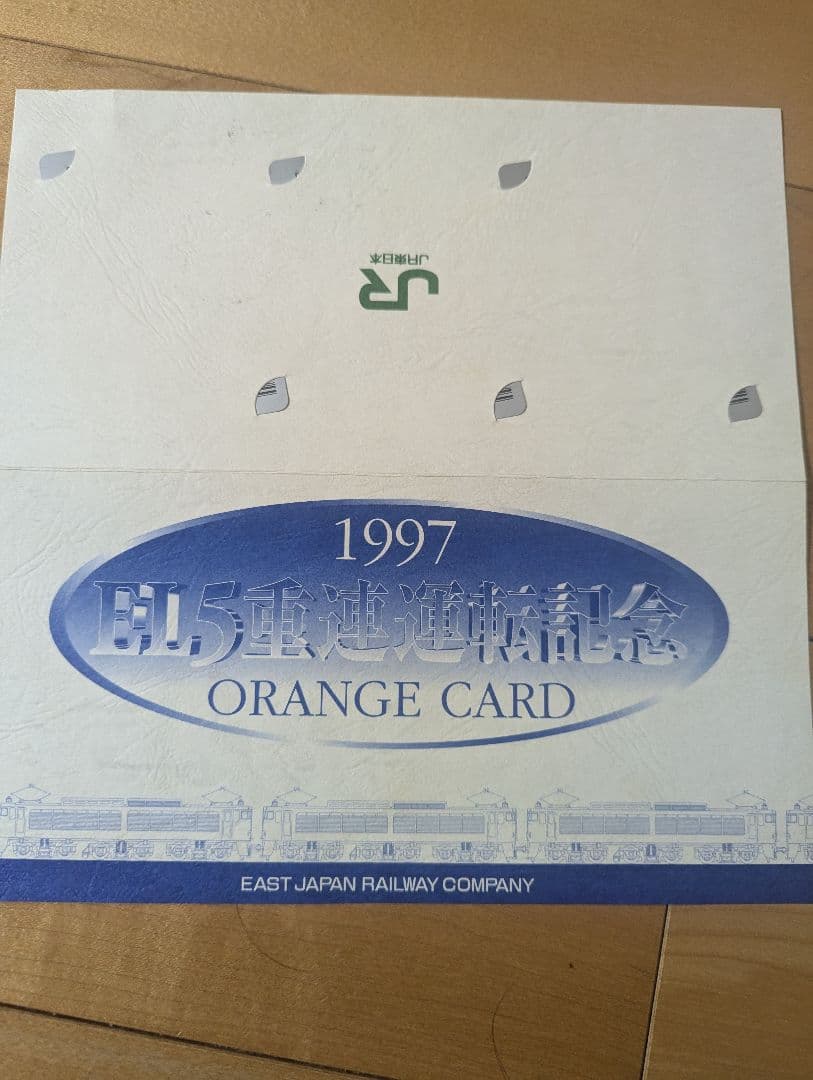 JR東日本
JR
1997
EL5重連運転記念
ORANGE CARD
EAST JAPAN RAILWAY COMPANY